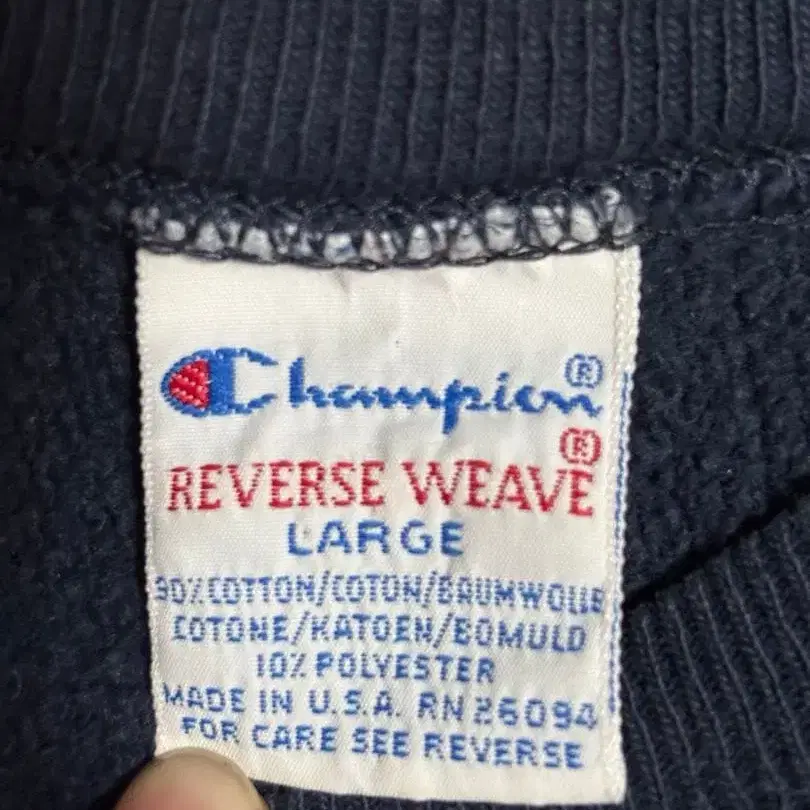 Champion®
REVERSE WEAVE®
LARGE
90% COTTON/COTON/BAUMWOLLE
COTONE/KATOEN/BOMULD
10% POLYESTER
MADE IN U.S.A. RN 26094
FOR CARE SEE REVERSE